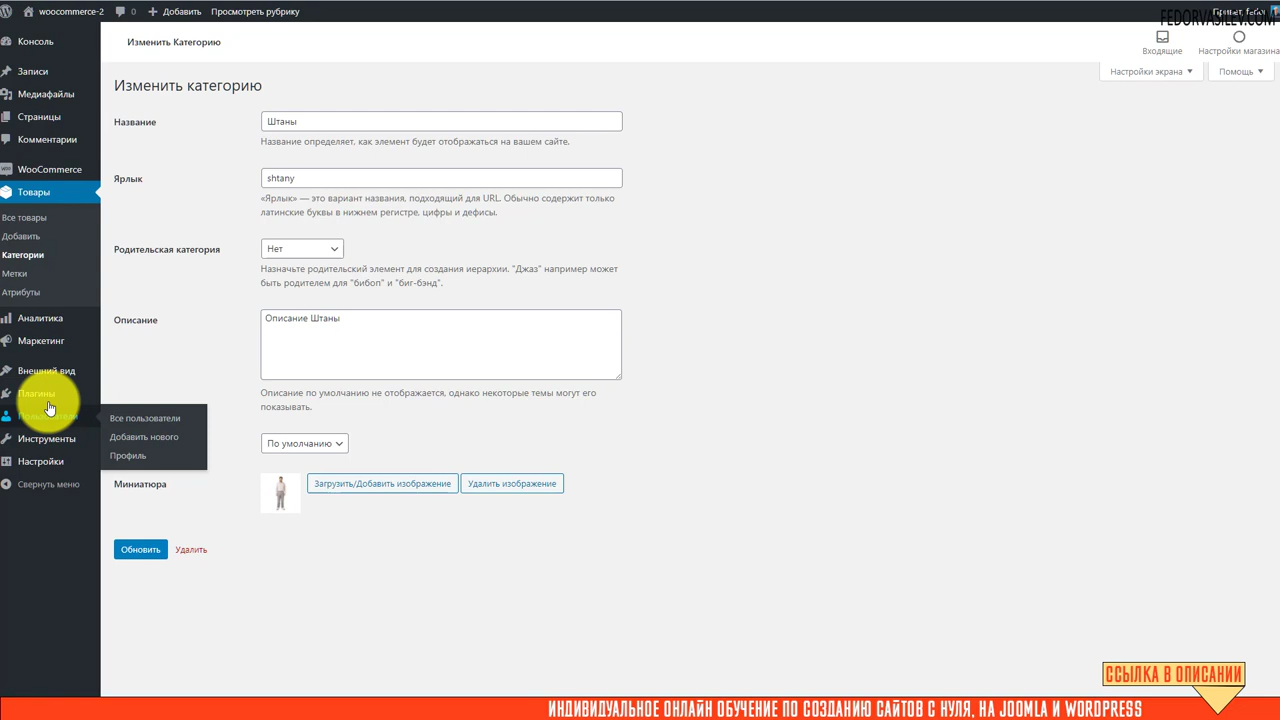 woocommerce-2
0
Добавить
Просмотреть рубрику
FEDORVASILEV.COM
Консоль
Записи
Медиафайлы
Страницы
Комментарии
WooCommerce
Товары
Все товары
Добавить
Категории
Метки
Атрибуты
Аналитика
Маркетинг
Внешний вид
Плагины
Инструменты
Настройки
Свернуть меню
Все пользователи
Добавить нового
Профиль
Изменить Категорию
Входящие
Настройки магазина
Настройки экрана
Помощь
Изменить категорию
Название
Штаны
Название определяет, как элемент будет отображаться на вашем сайте.
Ярлык
shtany
«Ярлык» — это вариант названия, подходящий для URL. Обычно содержит только
латинские буквы в нижнем регистре, цифры и дефисы.
Родительская категория
Нет
Назначьте родительский элемент для создания иерархии. "Джаз" например может
быть родителем для "бибоп" и "биг-бэнд".
Описание
Описание Штаны
Описание по умолчанию не отображается, однако некоторые темы могут его
показывать.
По умолчанию
Миниатюра
Загрузить/Добавить изображение
Удалить изображение
Обновить
Удалить
ССЫЛКА В ОПИСАНИИ
ИНДИВИДУАЛЬНОЕ ОНЛАЙН ОБУЧЕНИЕ ПО СОЗДАНИЮ САЙТОВ С НУЛЯ, НА JOOMLA И WORDPRESS